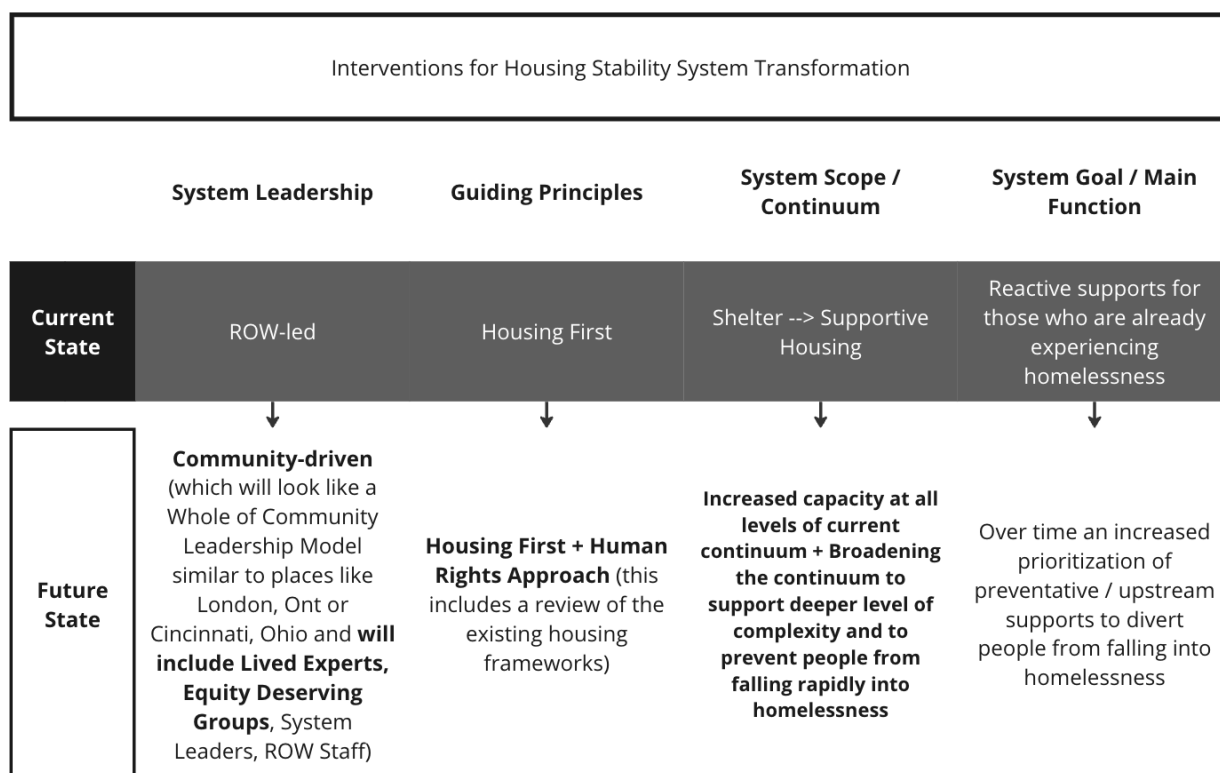 Interventions for Housing Stability System Transformation
System Leadership
Guiding Principles
System Scope /
Continuum
System Goal / Main
Function
Current
State
ROW-led
Housing First
Shelter --> Supportive
Housing
Reactive supports for
those who are already
experiencing
homelessness
Future
State
Community-driven
(which will look like a
Whole of Community
Leadership Model
similar to places like
London, Ont or
Cincinnati, Ohio and will
include Lived Experts,
Equity Deserving
Groups, System
Leaders, ROW Staff)
Housing First + Human
Rights Approach (this
includes a review of the
existing housing
frameworks)
Increased capacity at all
levels of current
continuum + Broadening
the continuum to
support deeper level of
complexity and to
prevent people from
falling rapidly into
homelessness
Over time an increased
prioritization of
preventative / upstream
supports to divert
people from falling into
homelessness